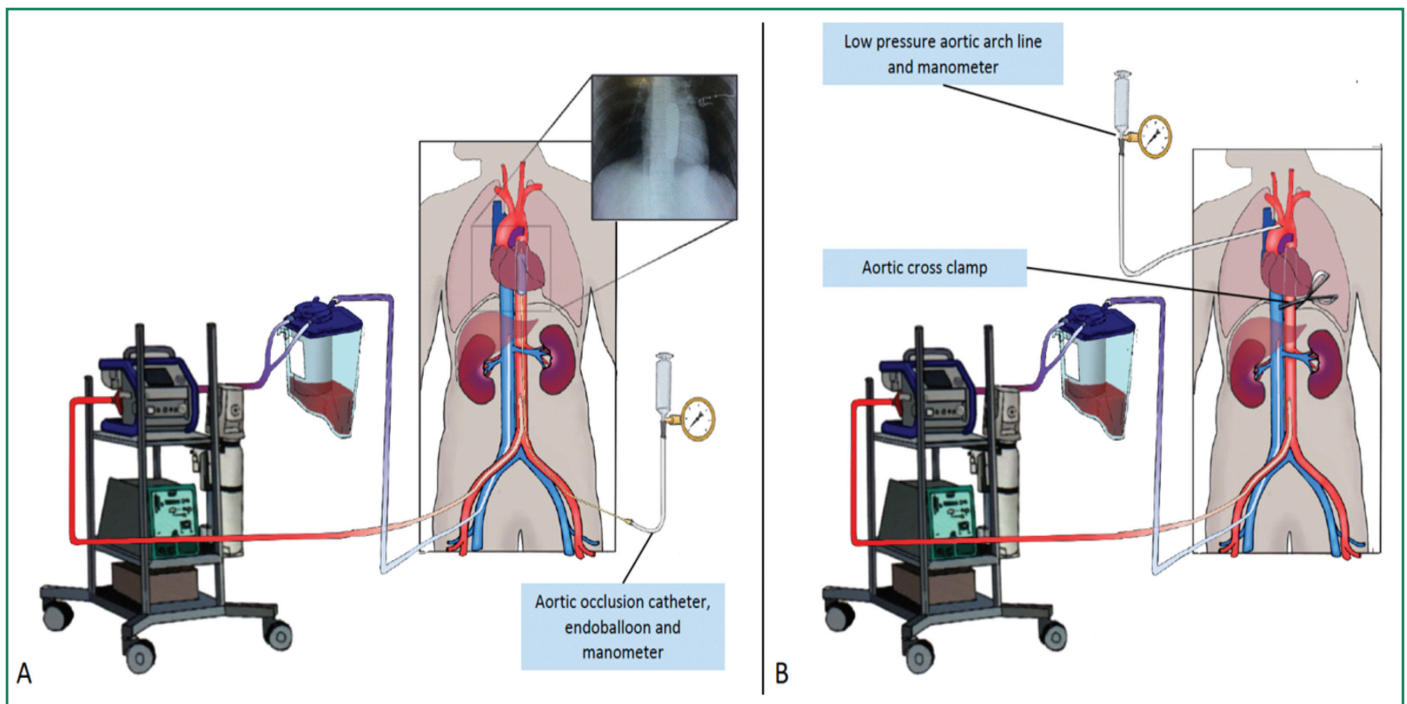 Low pressure aortic arch line
and manometer
Aortic cross clamp
Aortic occlusion catheter,
endoballoon and
manometer
A
B